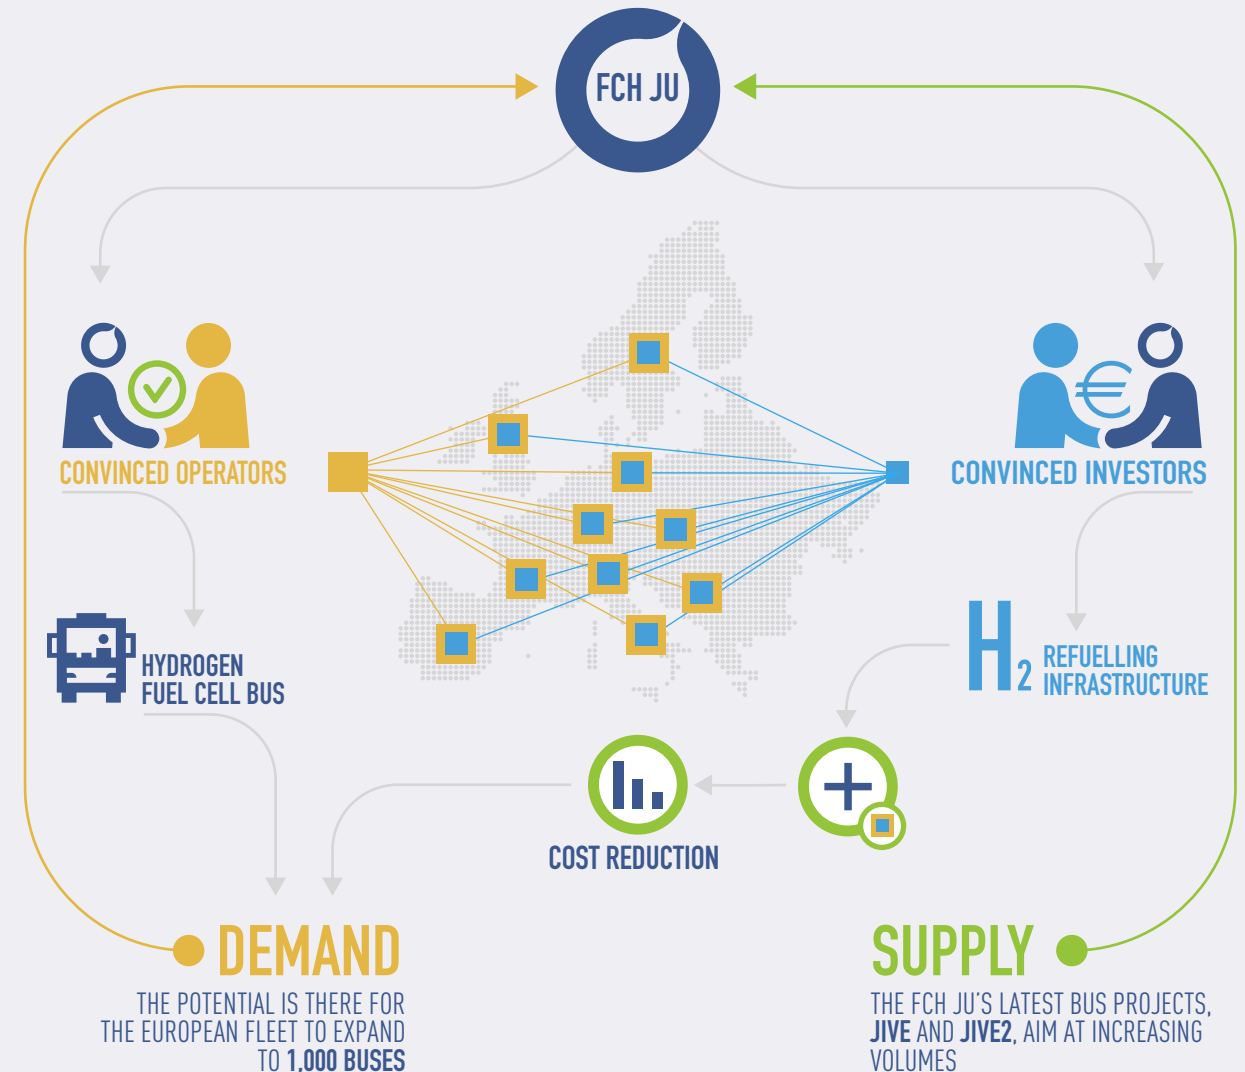 FCH JU
CONVINCED OPERATORS
CONVINCED INVESTORS
HYDROGEN
FUEL CELL BUS
H2 REFUELLING
INFRASTRUCTURE
COST REDUCTION
DEMAND
THE POTENTIAL IS THERE FOR
THE EUROPEAN FLEET TO EXPAND
TO 1,000 BUSES
SUPPLY
THE FCH JU'S LATEST BUS PROJECTS,
JIVE AND JIVE2, AIM AT INCREASING
VOLUMES